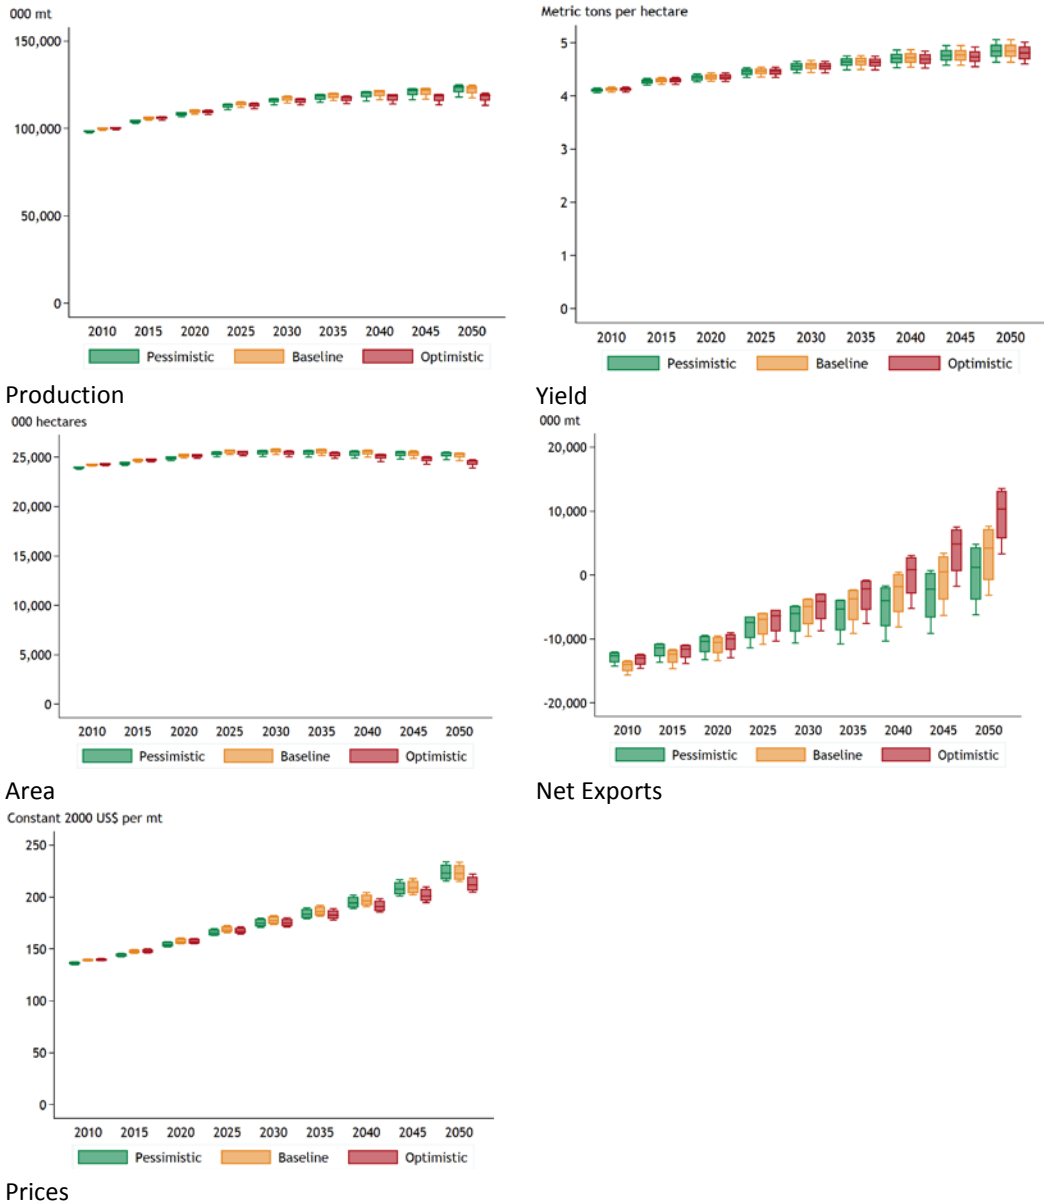 000 mt
150,000
100,000
50,000
0
2010 2015 2020 2025 2030 2035 2040 2045 2050
Pessimistic Baseline Optimistic
Production
Metric tons per hectare
5
4
3
2
1
0
2010 2015 2020 2025 2030 2035 2040 2045 2050
Pessimistic Baseline Optimistic
Yield
000 hectares
25,000
20,000
15,000
10,000
5,000
0
2010 2015 2020 2025 2030 2035 2040 2045 2050
Pessimistic Baseline Optimistic
Area
000 mt
20,000
10,000
0
-10,000
-20,000
2010 2015 2020 2025 2030 2035 2040 2045 2050
Pessimistic Baseline Optimistic
Net Exports
Constant 2000 US$ per mt
250
200
150
100
50
0
2010 2015 2020 2025 2030 2035 2040 2045 2050
Pessimistic Baseline Optimistic
Prices